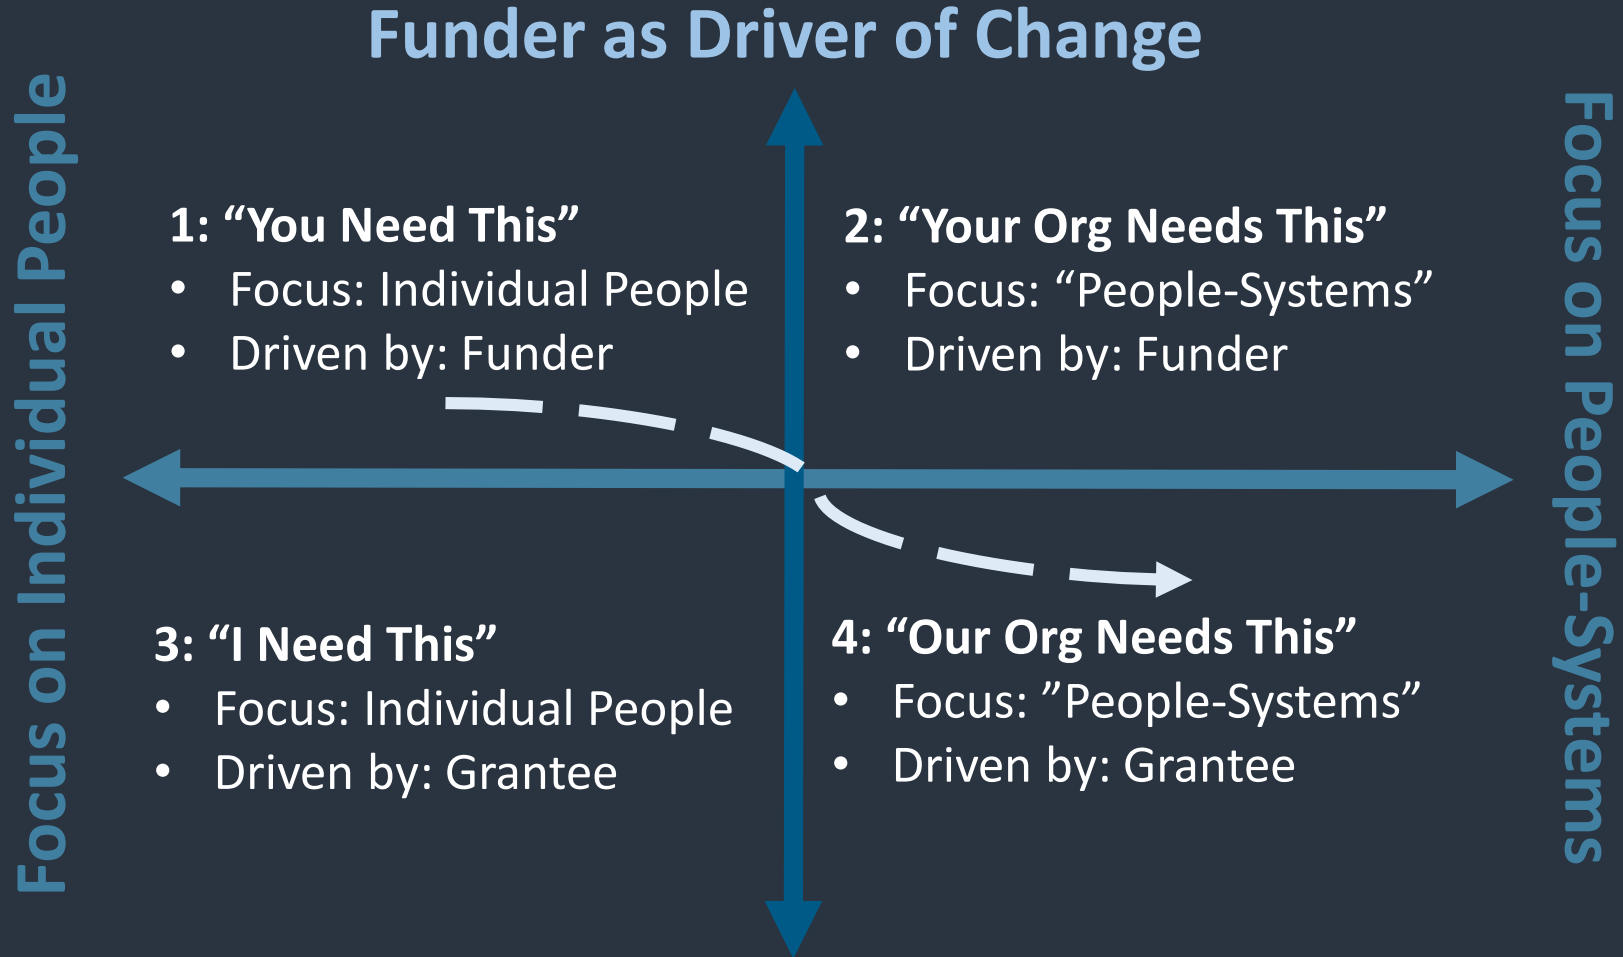 Funder as Driver of Change
Focus on Individual People
1: “You Need This”
• Focus: Individual People
• Driven by: Funder
2: “Your Org Needs This”
• Focus: “People-Systems”
• Driven by: Funder
3: “I Need This”
• Focus: Individual People
• Driven by: Grantee
4: “Our Org Needs This”
• Focus: ”People-Systems”
• Driven by: Grantee
Focus on People-Systems